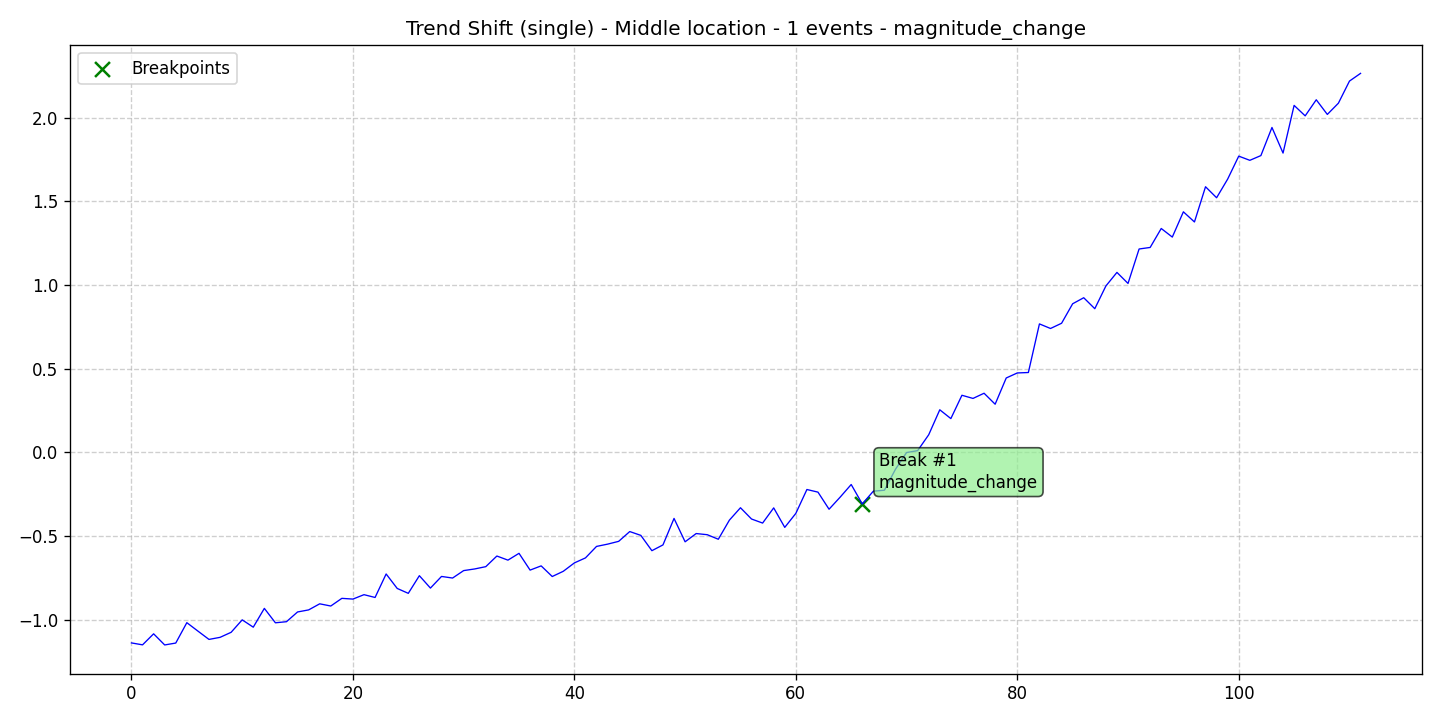 Trend Shift (single) - Middle location - 1 events - magnitude_change
Breakpoints
2.0
1.5
1.0
0.5
0.0
−0.5
−1.0
Break #1
magnitude_change
0 20 40 60 80 100